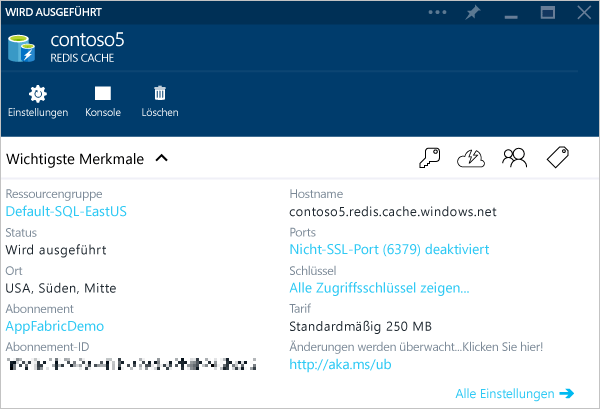 WIRD AUSGEFÜHRT
contoso5
REDIS CACHE
Einstellungen Konsole Löschen
Wichtigste Merkmale
Ressourcengruppe
Default-SQL-EastUS
Status
Wird ausgeführt
Ort
USA, Süden, Mitte
Abonnement
AppFabricDemo
Abonnement-ID
Hostname
contoso5.redis.cache.windows.net
Ports
Nicht-SSL-Port (6379) deaktiviert
Schlüssel
Alle Zugriffsschlüssel zeigen...
Tarif
Standardmäßig 250 MB
Änderungen werden überwacht...Klicken Sie hier!
http://aka.ms/ub
Alle Einstellungen